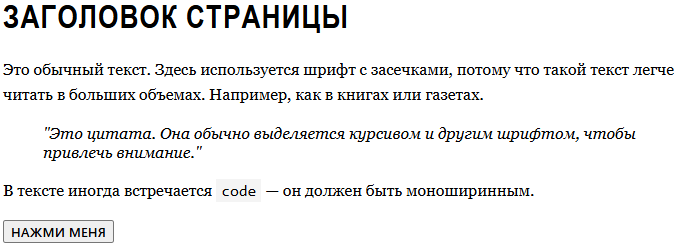 ЗАГОЛОВОК СТРАНИЦЫ
Это обычный текст. Здесь используется шрифт с засечками, потому что такой текст легче
читать в больших объемах. Например, как в книгах или газетах.
"Это цитата. Она обычно выделяется курсивом и другим шрифтом, чтобы
привлечь внимание."
В тексте иногда встречается code — он должен быть моноширинным.
НАЖМИ МЕНЯ